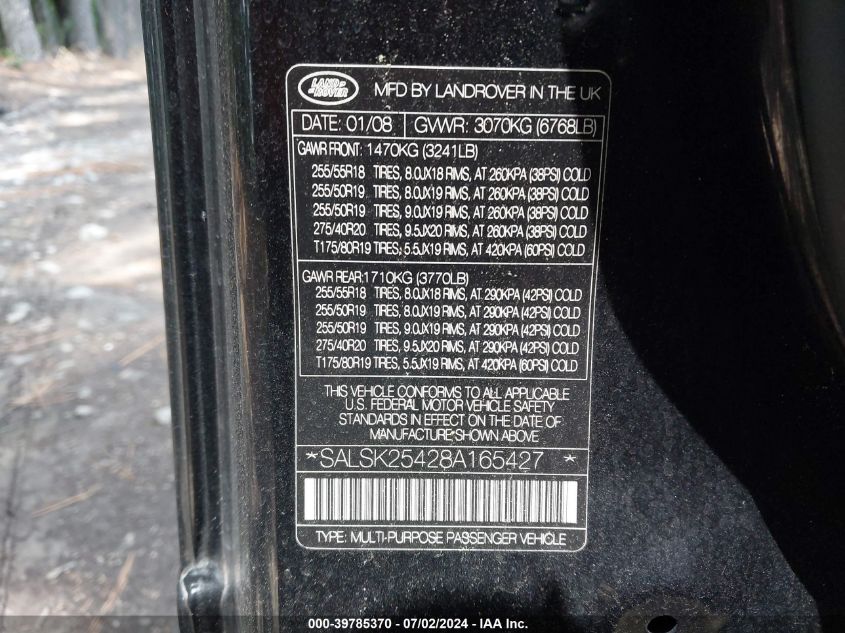 LAND ROVER
MFD BY LANDROVER IN THE UK
DATE: 01/08 GVWR: 3070KG (6768LB)
GAWR FRONT: 1470KG (3241LB)
255/55R18 TIRES, 8.0JX18 RIMS, AT 260KPA (38PSI) COLD
255/50R19 TIRES, 8.0JX19 RIMS, AT 260KPA (38PSI) COLD
255/50R19 TIRES, 9.0JX19 RIMS, AT 260KPA (38PSI) COLD
275/40R20 TIRES, 9.5JX20 RIMS, AT 260KPA (38PSI) COLD
T175/80R19 TIRES, 5.5JX19 RIMS, AT 420KPA (60PSI) COLD
GAWR REAR:1710KG (3770LB)
255/55R18 TIRES, 8.0JX18 RIMS, AT 290KPA (42PSI) COLD
255/50R19 TIRES, 8.0JX19 RIMS, AT 290KPA (42PSI) COLD
255/50R19 TIRES, 9.0JX19 RIMS, AT 290KPA (42PSI) COLD
275/40R20 TIRES, 9.5JX20 RIMS, AT 290KPA (42PSI) COLD
T175/80R19 TIRES, 5.5JX19 RIMS, AT 420KPA (60PSI) COLD
THIS VEHICLE CONFORMS TO ALL APPLICABLE
U.S. FEDERAL MOTOR VEHICLE SAFETY
STANDARDS IN EFFECT ON THE DATE OF
MANUFACTURE SHOWN ABOVE
*SALSK25428A165427*
TYPE: MULTI-PURPOSE PASSENGER VEHICLE
000-39785370 - 07/02/2024 - IAA Inc.